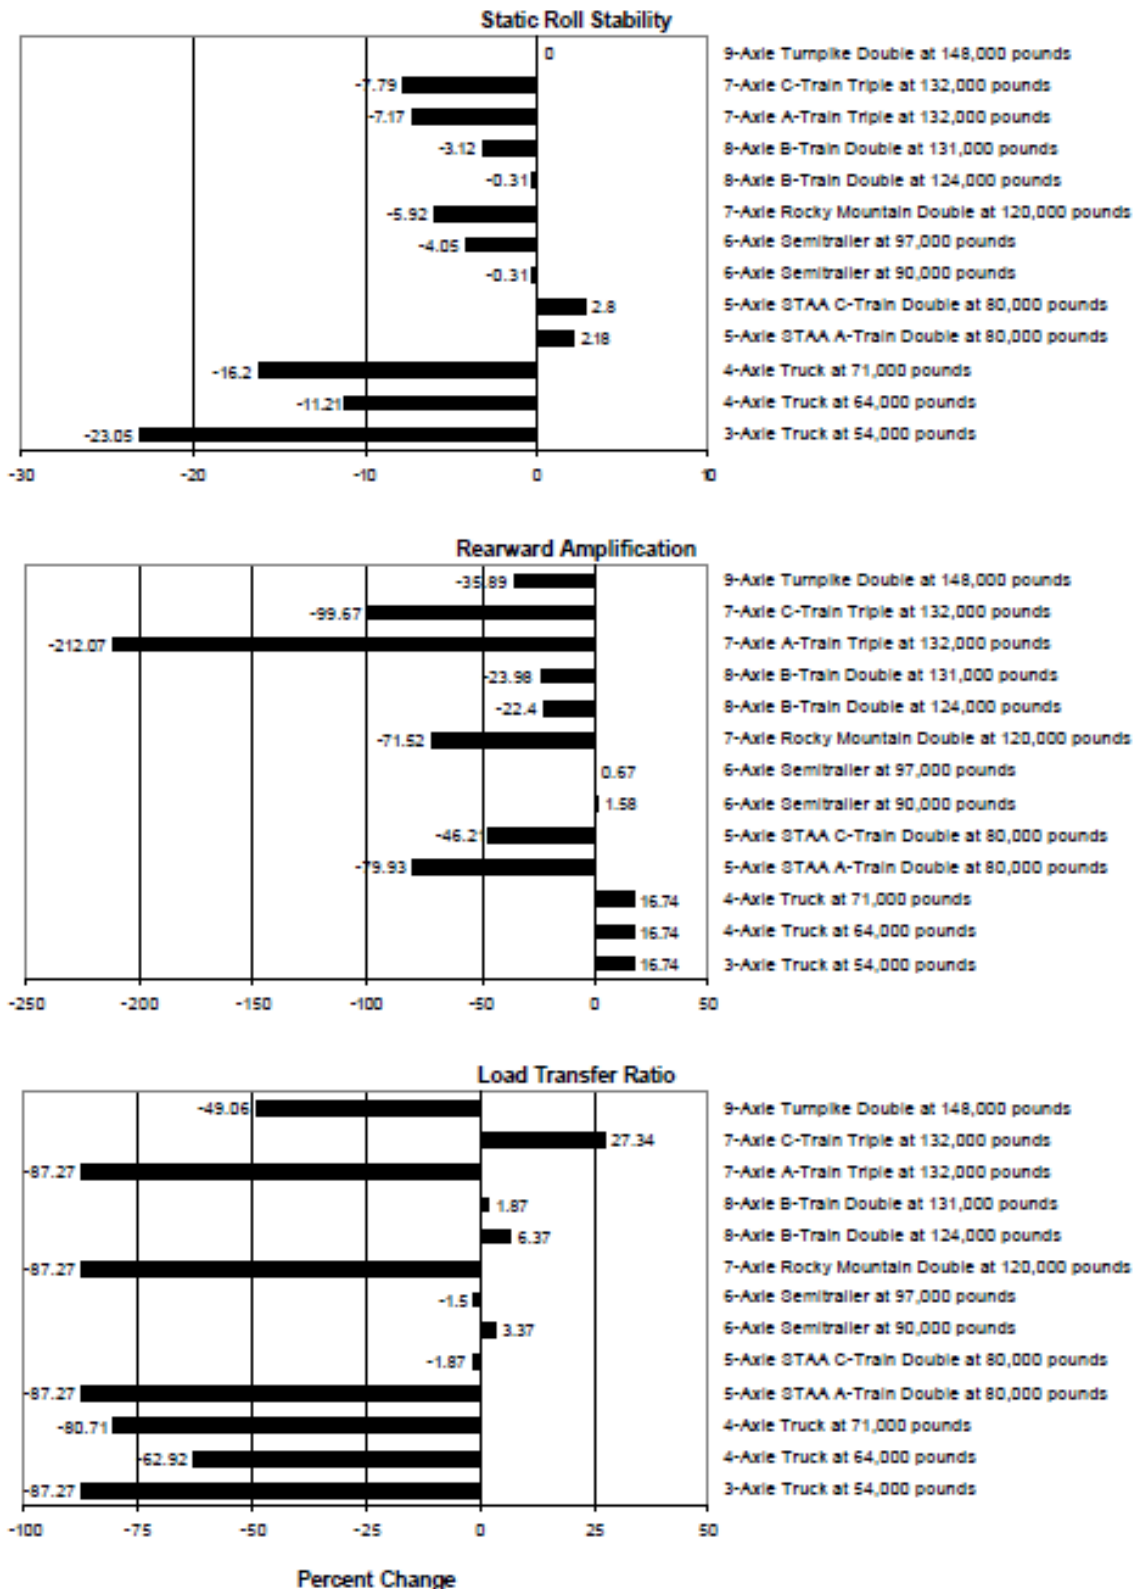 Static Roll Stability
0 9-Axle Turnpike Double at 148,000 pounds
-7.79 7-Axle C-Train Triple at 132,000 pounds
-7.17 7-Axle A-Train Triple at 132,000 pounds
-3.12 8-Axle B-Train Double at 131,000 pounds
-0.31 8-Axle B-Train Double at 124,000 pounds
-5.92 7-Axle Rocky Mountain Double at 120,000 pounds
-4.05 6-Axle Semitrailer at 97,000 pounds
-0.31 6-Axle Semitrailer at 90,000 pounds
2.8 5-Axle STAA C-Train Double at 80,000 pounds
2.18 5-Axle STAA A-Train Double at 80,000 pounds
-16.2 4-Axle Truck at 71,000 pounds
-11.21 4-Axle Truck at 64,000 pounds
-23.05 3-Axle Truck at 54,000 pounds
-30 -20 -10 0 10
Rearward Amplification
-35.89 9-Axle Turnpike Double at 148,000 pounds
-99.67 7-Axle C-Train Triple at 132,000 pounds
-212.07 7-Axle A-Train Triple at 132,000 pounds
-23.98 8-Axle B-Train Double at 131,000 pounds
-22.4 8-Axle B-Train Double at 124,000 pounds
-71.52 7-Axle Rocky Mountain Double at 120,000 pounds
0.67 6-Axle Semitrailer at 97,000 pounds
1.58 6-Axle Semitrailer at 90,000 pounds
-46.21 5-Axle STAA C-Train Double at 80,000 pounds
-79.93 5-Axle STAA A-Train Double at 80,000 pounds
16.74 4-Axle Truck at 71,000 pounds
16.74 4-Axle Truck at 64,000 pounds
16.74 3-Axle Truck at 54,000 pounds
-250 -200 -150 -100 -50 0 50
Load Transfer Ratio
-49.06 9-Axle Turnpike Double at 148,000 pounds
27.34 7-Axle C-Train Triple at 132,000 pounds
-87.27 7-Axle A-Train Triple at 132,000 pounds
1.87 8-Axle B-Train Double at 131,000 pounds
6.37 8-Axle B-Train Double at 124,000 pounds
-87.27 7-Axle Rocky Mountain Double at 120,000 pounds
-1.5 6-Axle Semitrailer at 97,000 pounds
3.37 6-Axle Semitrailer at 90,000 pounds
-1.87 5-Axle STAA C-Train Double at 80,000 pounds
-87.27 5-Axle STAA A-Train Double at 80,000 pounds
-80.71 4-Axle Truck at 71,000 pounds
-62.92 4-Axle Truck at 64,000 pounds
-87.27 3-Axle Truck at 54,000 pounds
-100 -75 -50 -25 0 25 50
Percent Change